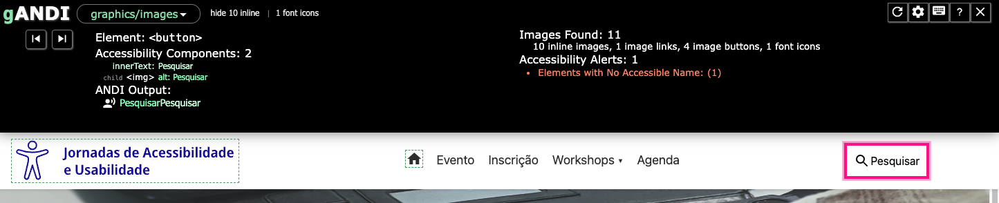 gANDI graphics/images hide 10 inline | 1 font icons ?
Element: <button>
Accessibility Components: 2
innerText: Pesquisar
child <img> alt: Pesquisar
ANDI Output:
PesquisarPesquisar
Images Found: 11
10 inline images, 1 image links, 4 image buttons, 1 font icons
Accessibility Alerts: 1
• Elements with No Accessible Name: (1)
Jornadas de Acessibilidade
e Usabilidade
Evento Inscrição Workshops ▾ Agenda
Pesquisar